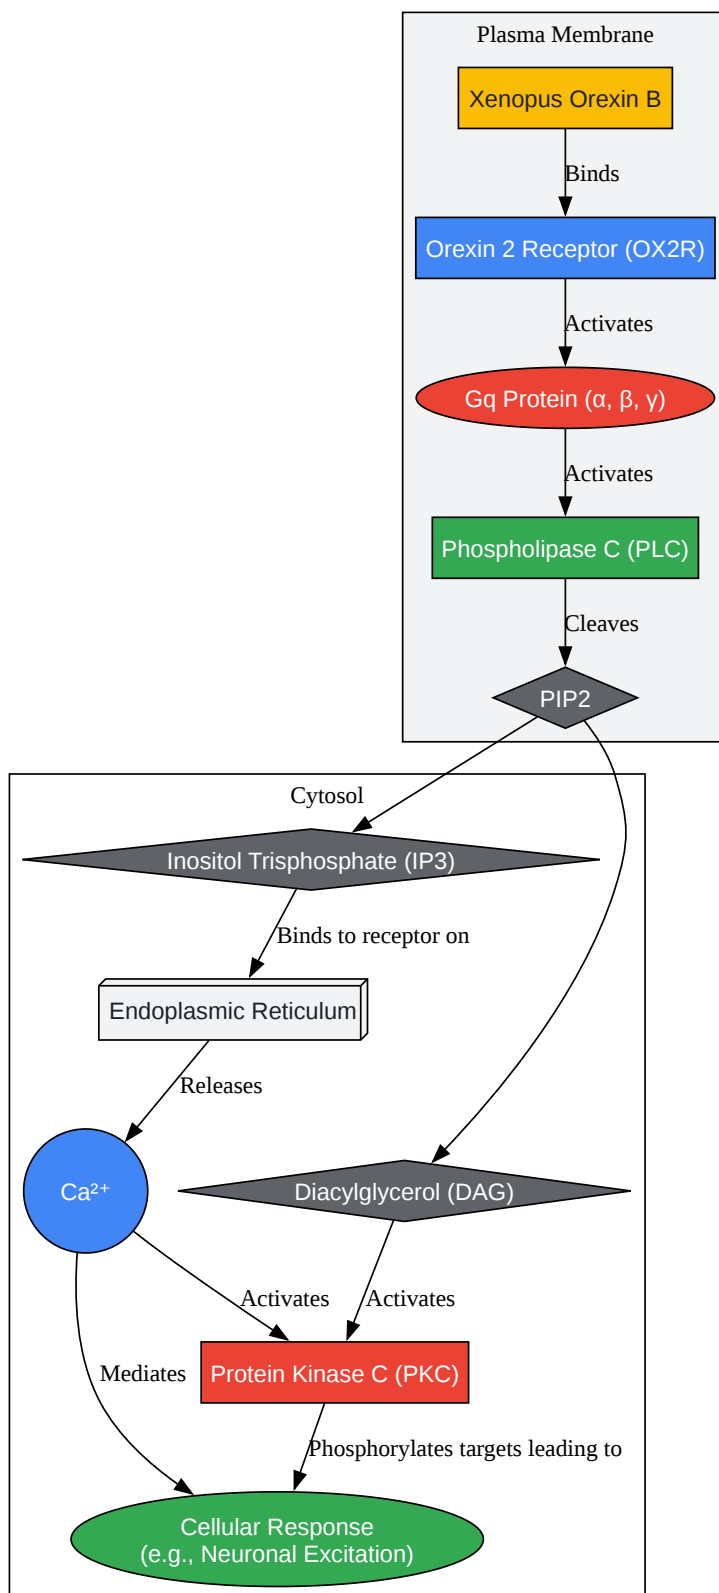 Plasma Membrane
Xenopus Orexin B
Binds
Orexin 2 Receptor (OX2R)
Activates
Gq Protein (α, β, γ)
Activates
Phospholipase C (PLC)
Cleaves
PIP2
Cytosol
Inositol Trisphosphate (IP3)
Binds to receptor on
Endoplasmic Reticulum
Releases
Ca²⁺
Diacylglycerol (DAG)
Activates
Activates
Mediates
Protein Kinase C (PKC)
Phosphorylates targets leading to
Cellular Response
(e.g., Neuronal Excitation)